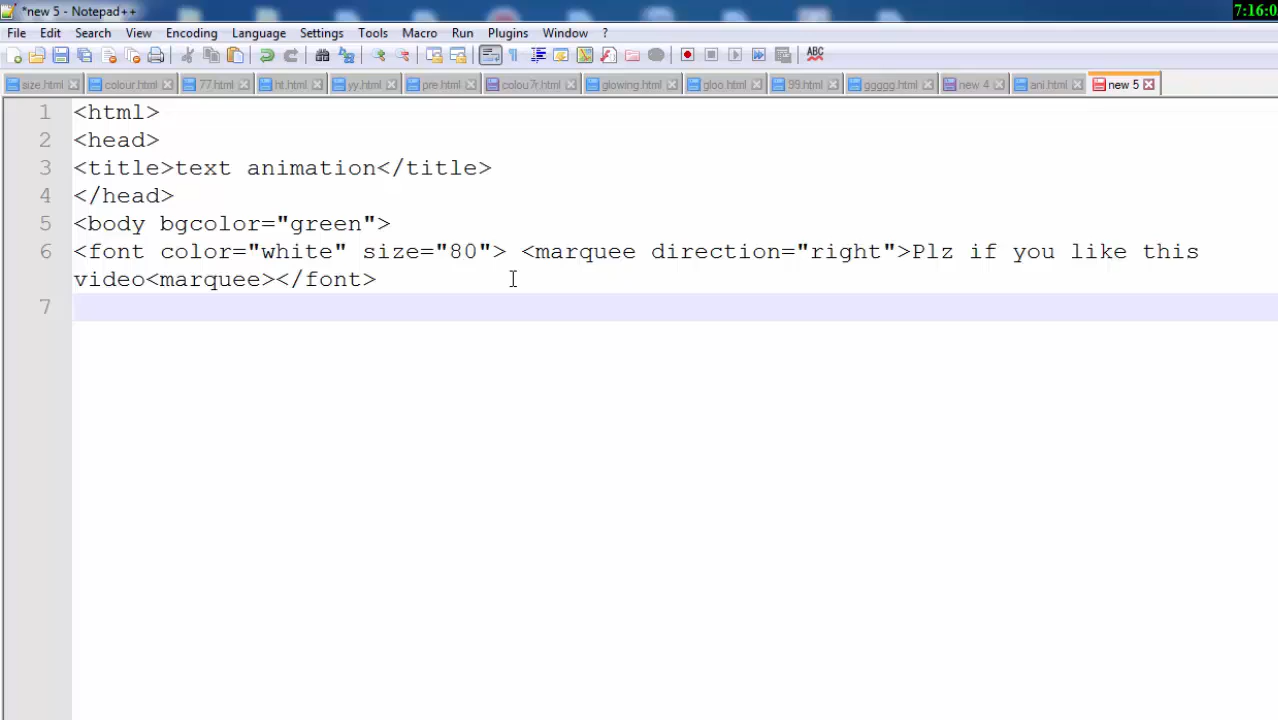 *new 5 - Notepad++
7:16:0
File Edit Search View Encoding Language Settings Tools Macro Run Plugins Window ?
ABC
size.html colour.html 77.html ht.html yy.html pre.html colou7r.html glowing.html gloo.html 99.html ggggg.html new 4 ani.html new 5
1 <html>
2 <head>
3 <title>text animation</title>
4 </head>
5 <body bgcolor="green">
6 <font color="white" size="80"> <marquee direction="right">Plz if you like this
video<marquee></font>
7